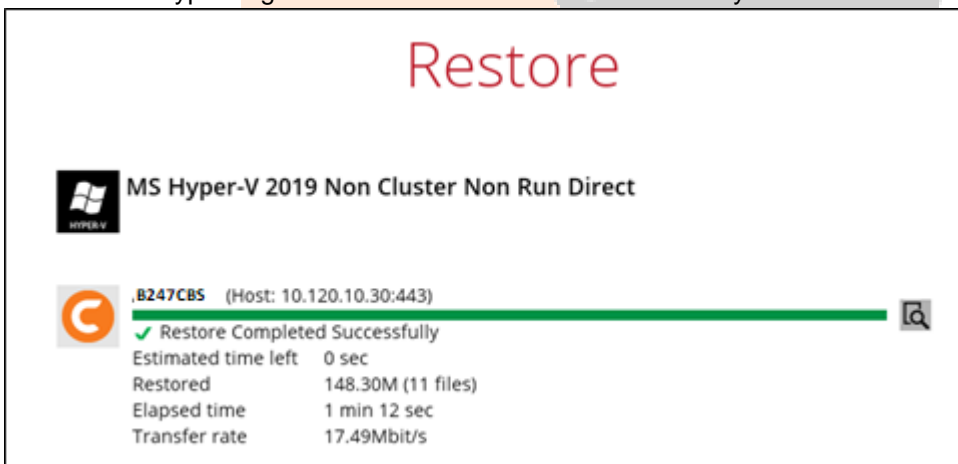 Restore
MS Hyper-V 2019 Non Cluster Non Run Direct
HYPER-V
B247CBS (Host: 10.120.10.30:443)
Restore Completed Successfully
Estimated time left 0 sec
Restored 148.30M (11 files)
Elapsed time 1 min 12 sec
Transfer rate 17.49Mbit/s